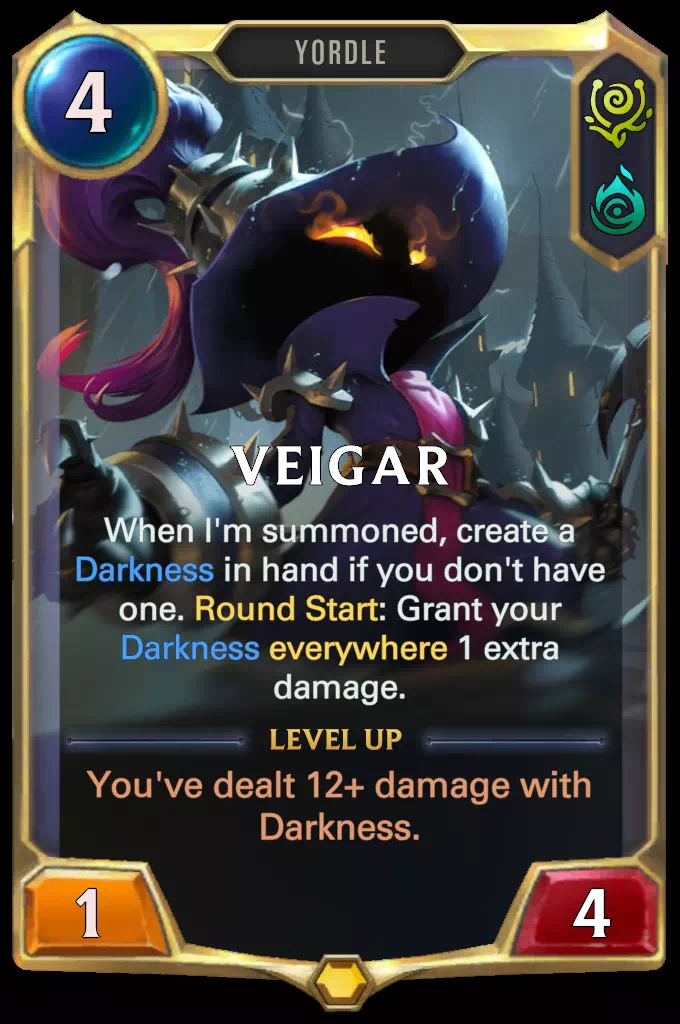 YORDLE
4
VEIGAR
When I'm summoned, create a
Darkness in hand if you don't have
one. Round Start: Grant your
Darkness everywhere 1 extra
damage.
LEVEL UP
You've dealt 12+ damage with
Darkness.
1
4